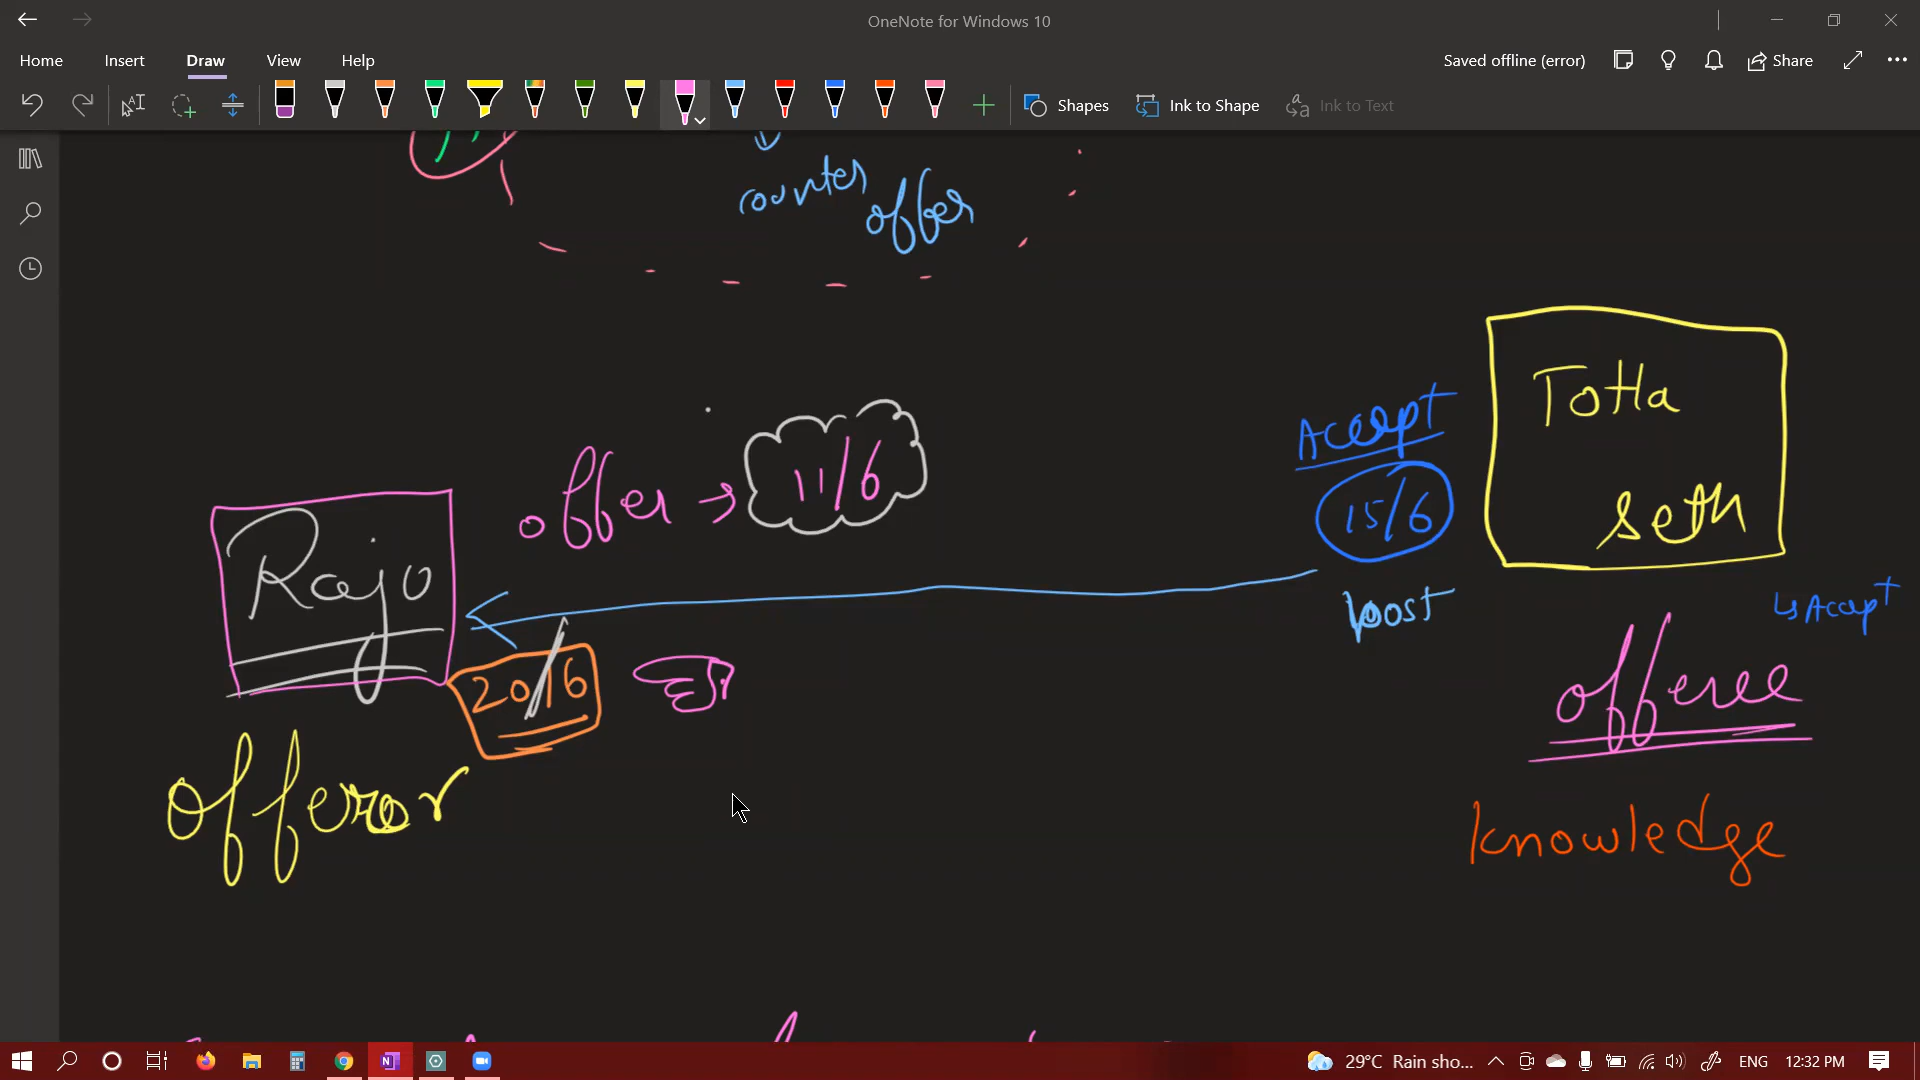 OneNote for Windows 10
Home Insert Draw View Help
Saved offline (error) Share
Shapes Ink to Shape Ink to Text
counter
offer
Totla
seth
Accept
15/6
post
offer → 11/6
Rajo
20/6
↳ Accept
offeree
offeror
knowledge
29°C Rain sho... ENG 12:32 PM